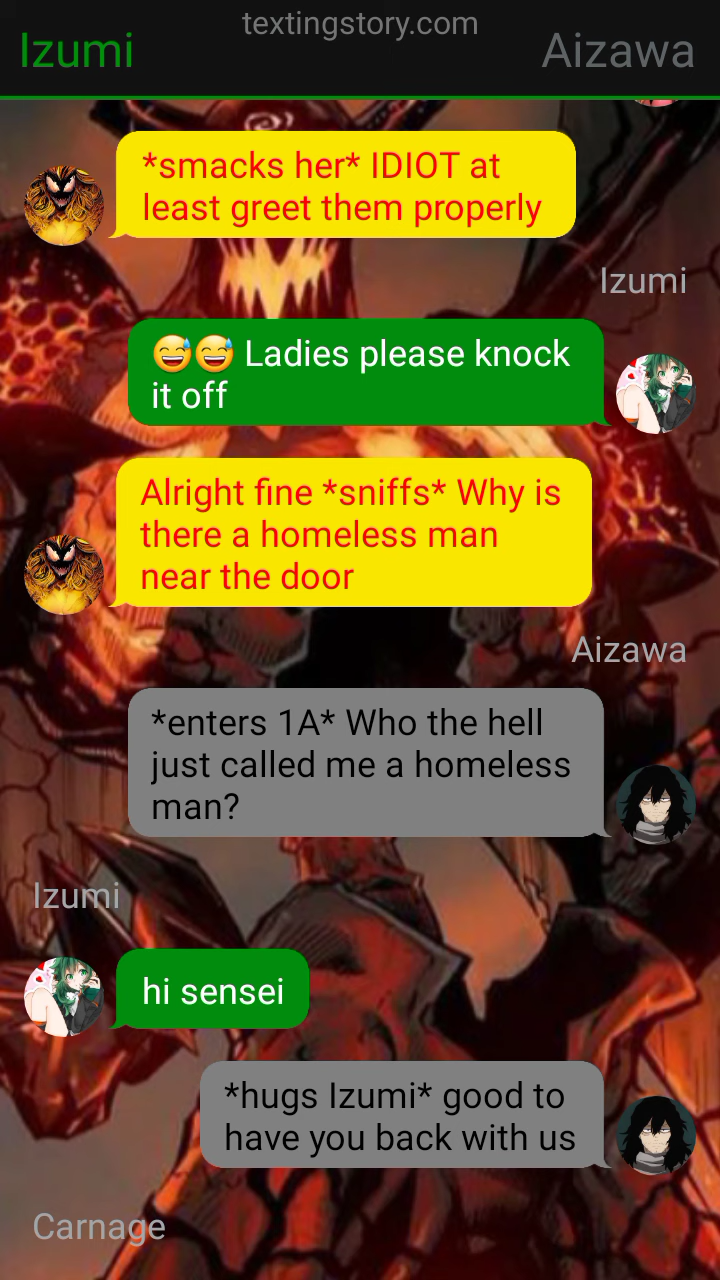 textingstory.com
Izumi
Aizawa
*smacks her* IDIOT at
least greet them properly
Izumi
😅😅 Ladies please knock
it off
Alright fine *sniffs* Why is
there a homeless man
near the door
Aizawa
*enters 1A* Who the hell
just called me a homeless
man?
Izumi
hi sensei
*hugs Izumi* good to
have you back with us
Carnage